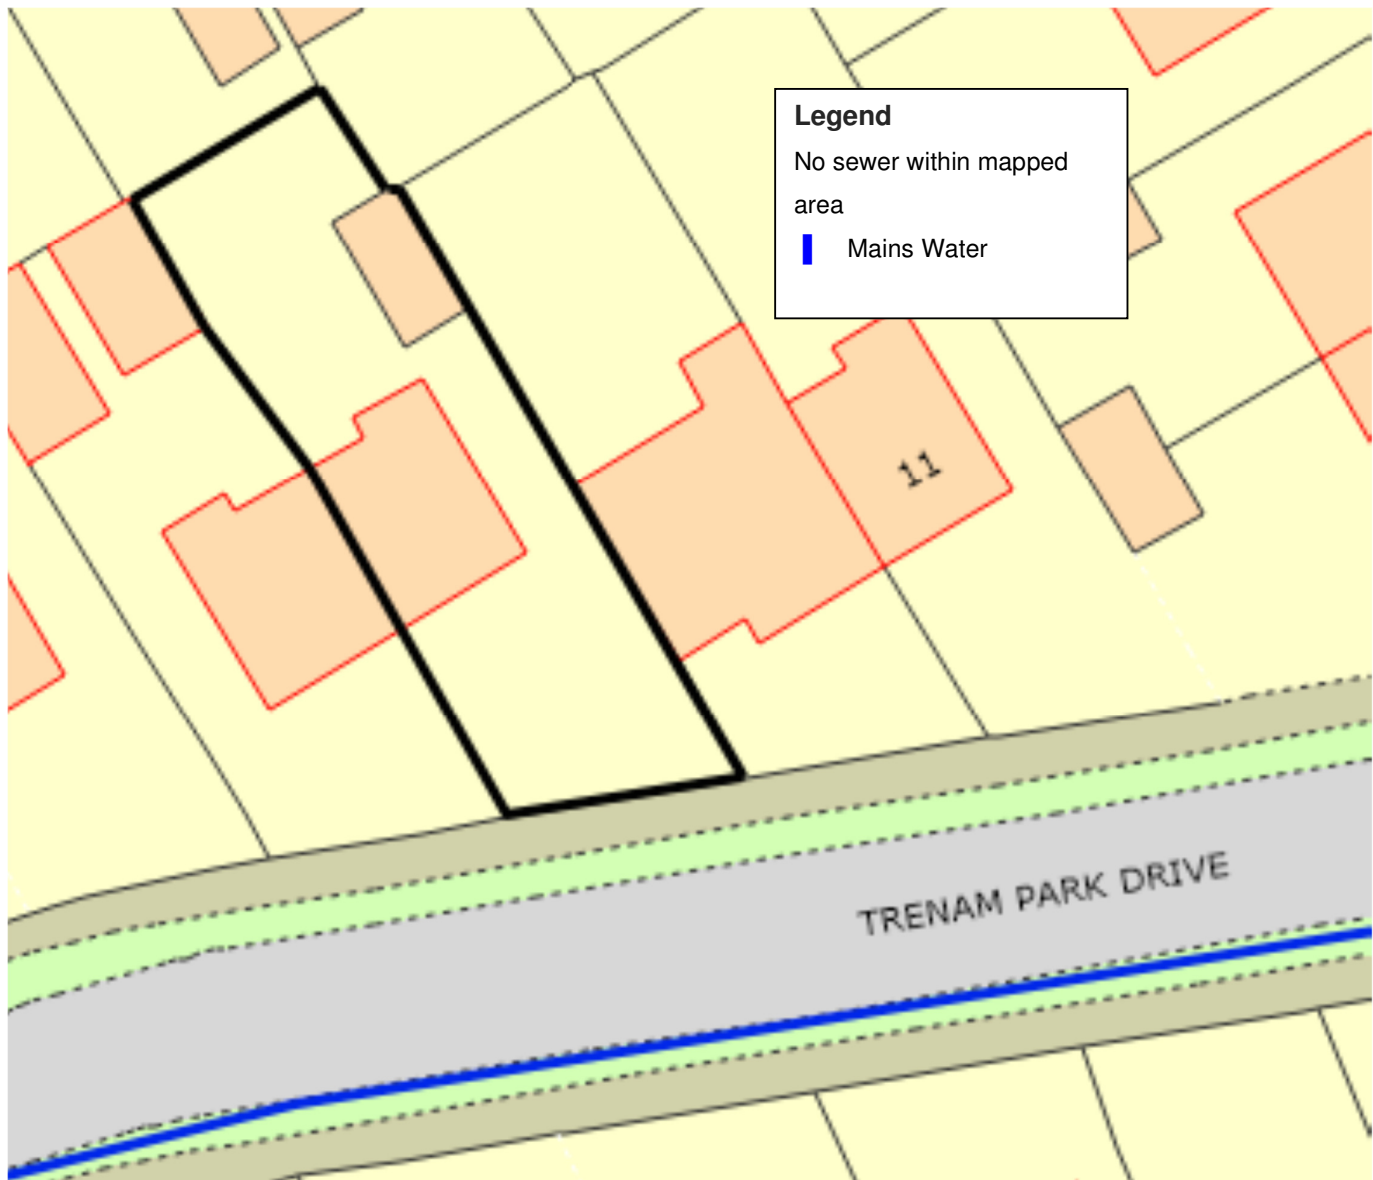 Legend
No sewer within mapped
area
Mains Water
11
TRENAM PARK DRIVE